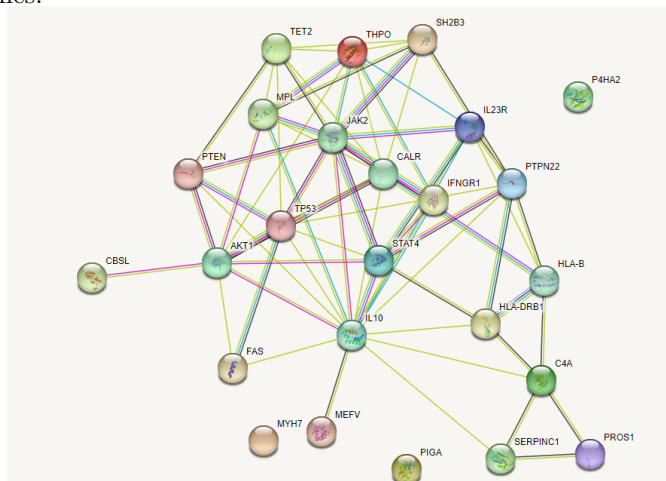 TET2
THPO
SH2B3
P4HA2
MPL
IL23R
JAK2
PTEN
CALR
PTPN22
IFNGR1
TP53
STAT4
AKT1
CBSL
HLA-B
HLA-DRB1
IL10
FAS
C4A
MYH7
MEFV
SERPINC1
PROS1
PIGA